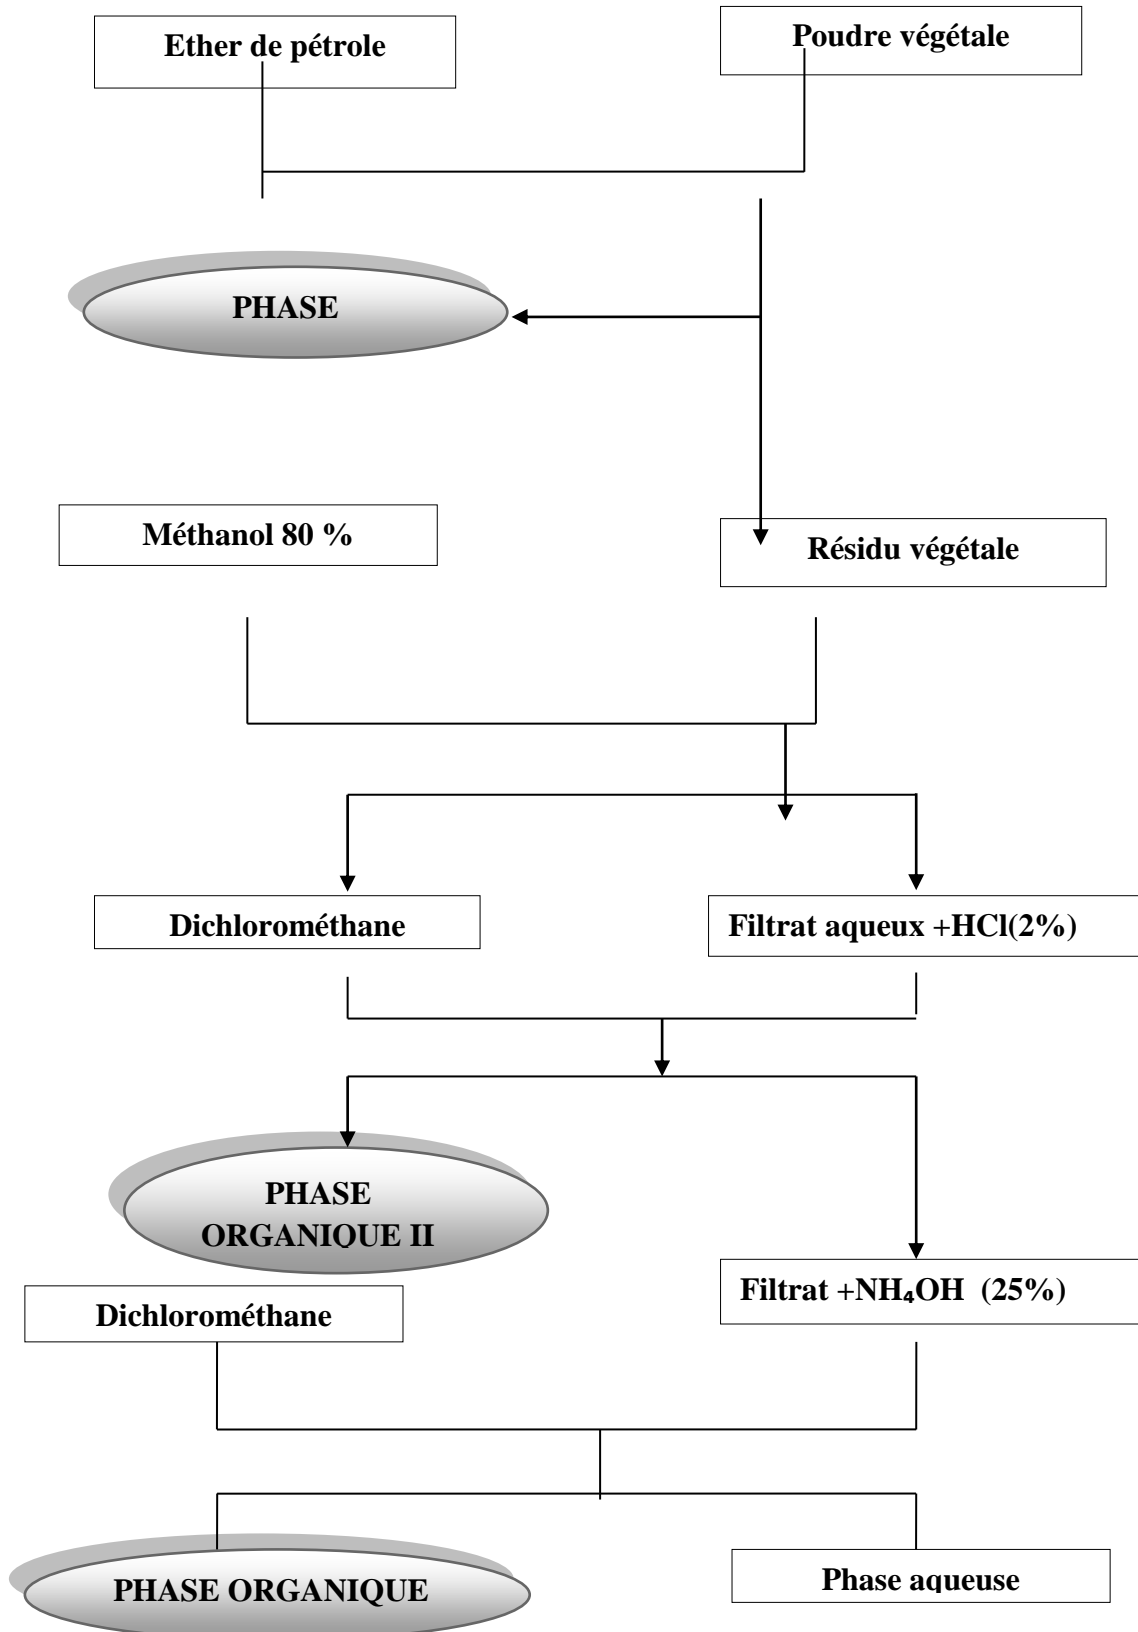 Ether de pétrole
Poudre végétale
PHASE
Méthanol 80 %
Résidu végétale
Dichlorométhane
Filtrat aqueux +HCl(2%)
PHASE
ORGANIQUE II
Filtrat +NH₄OH (25%)
Dichlorométhane
PHASE ORGANIQUE
Phase aqueuse